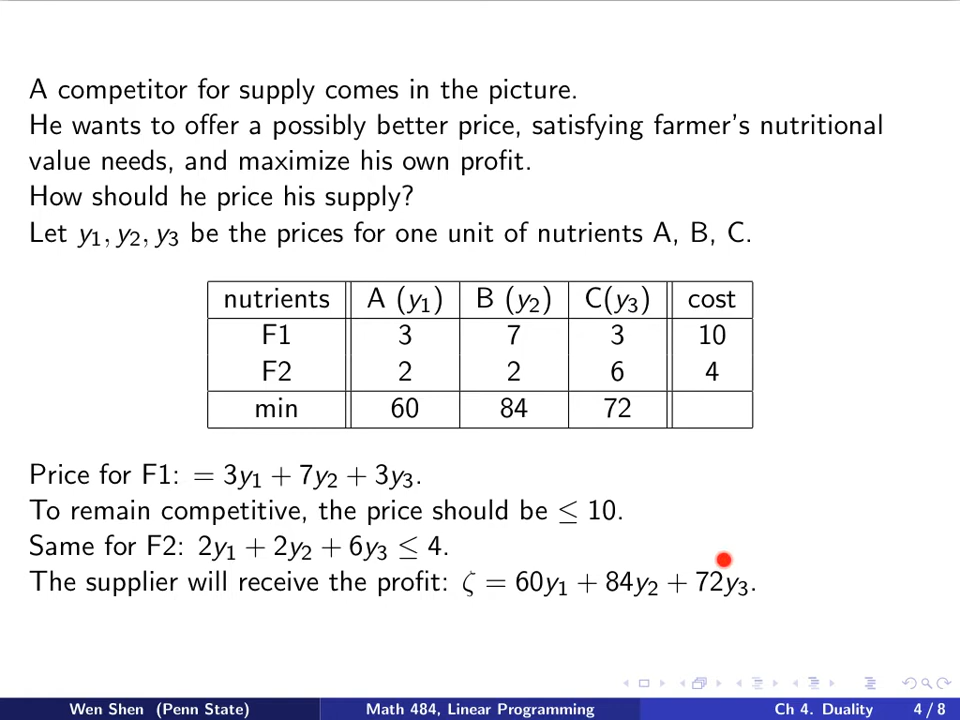 A competitor for supply comes in the picture.
He wants to offer a possibly better price, satisfying farmer's nutritional
value needs, and maximize his own profit.
How should he price his supply?
Let y₁, y₂, y₃ be the prices for one unit of nutrients A, B, C.
nutrients A (y₁) B (y₂) C(y₃) cost
F1 3 7 3 10
F2 2 2 6 4
min 60 84 72
Price for F1: = 3y₁ + 7y₂ + 3y₃.
To remain competitive, the price should be ≤ 10.
Same for F2: 2y₁ + 2y₂ + 6y₃ ≤ 4.
The supplier will receive the profit: ζ = 60y₁ + 84y₂ + 72y₃.
Wen Shen (Penn State) Math 484, Linear Programming Ch 4. Duality 4 / 8